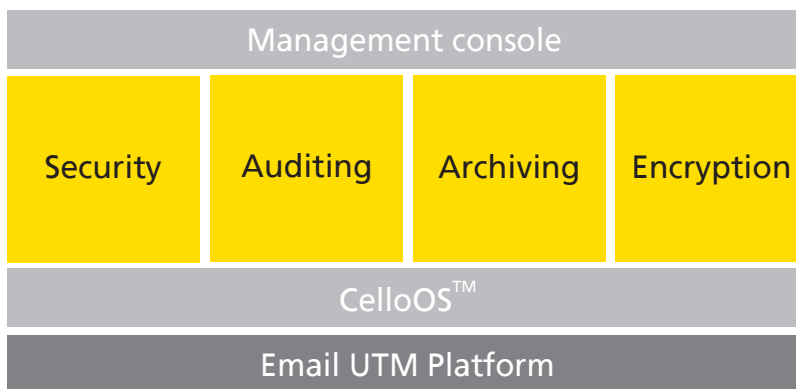 Management console
Security Auditing Archiving Encryption
CelloOS™
Email UTM Platform